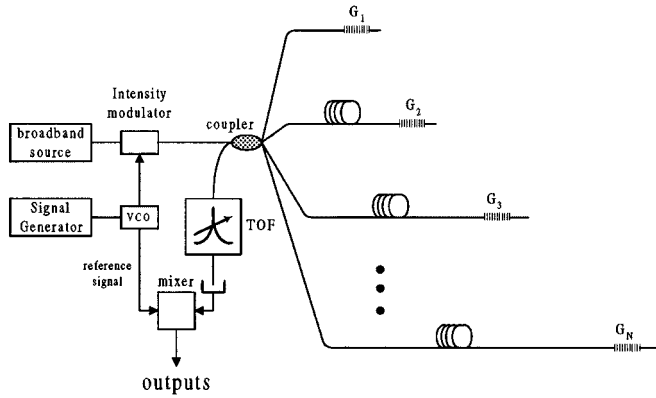 G1
Intensity
modulator
coupler
G2
broadband
source
Signal
Generator
VCO
TOF
G3
reference
signal
mixer
GN
outputs